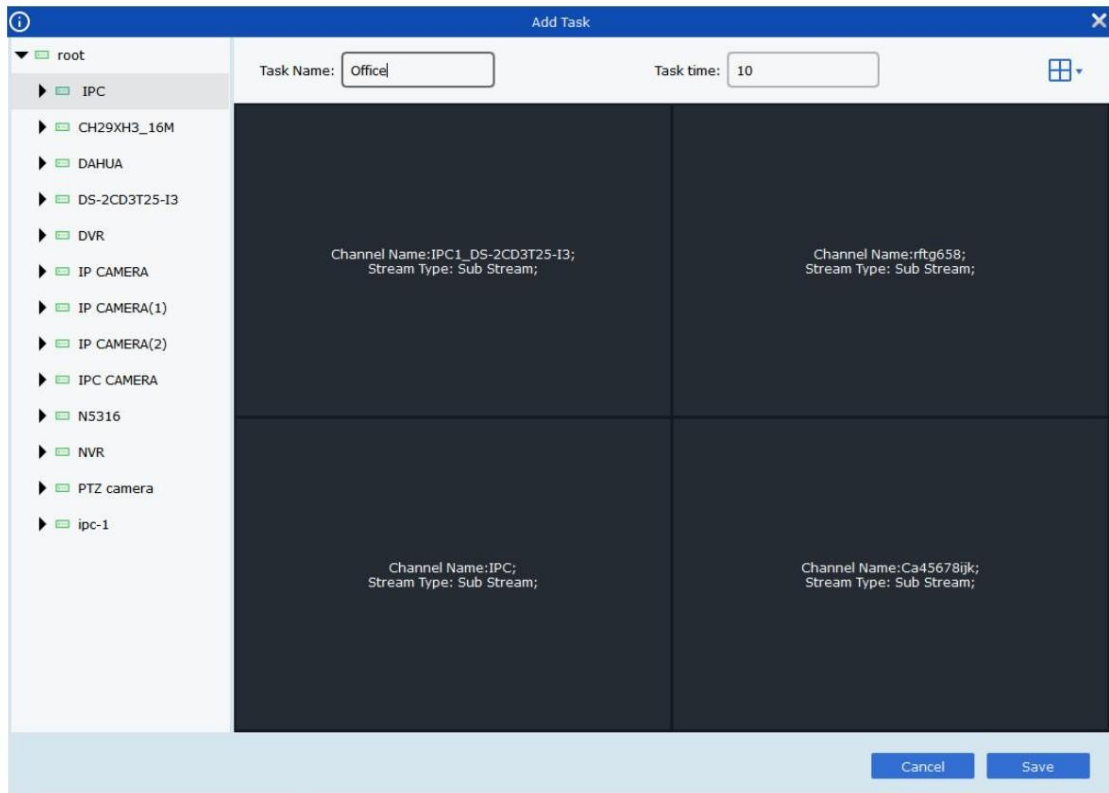 Add Task
root
IPC
CH29XH3_16M
DAHUA
DS-2CD3T25-I3
DVR
IP CAMERA
IP CAMERA(1)
IP CAMERA(2)
IPC CAMERA
N5316
NVR
PTZ camera
ipc-1
Task Name: Office
Task time: 10
Channel Name:IPC1_DS-2CD3T25-I3;
Stream Type: Sub Stream;
Channel Name:rftg658;
Stream Type: Sub Stream;
Channel Name:IPC;
Stream Type: Sub Stream;
Channel Name:Ca45678ijk;
Stream Type: Sub Stream;
Cancel
Save